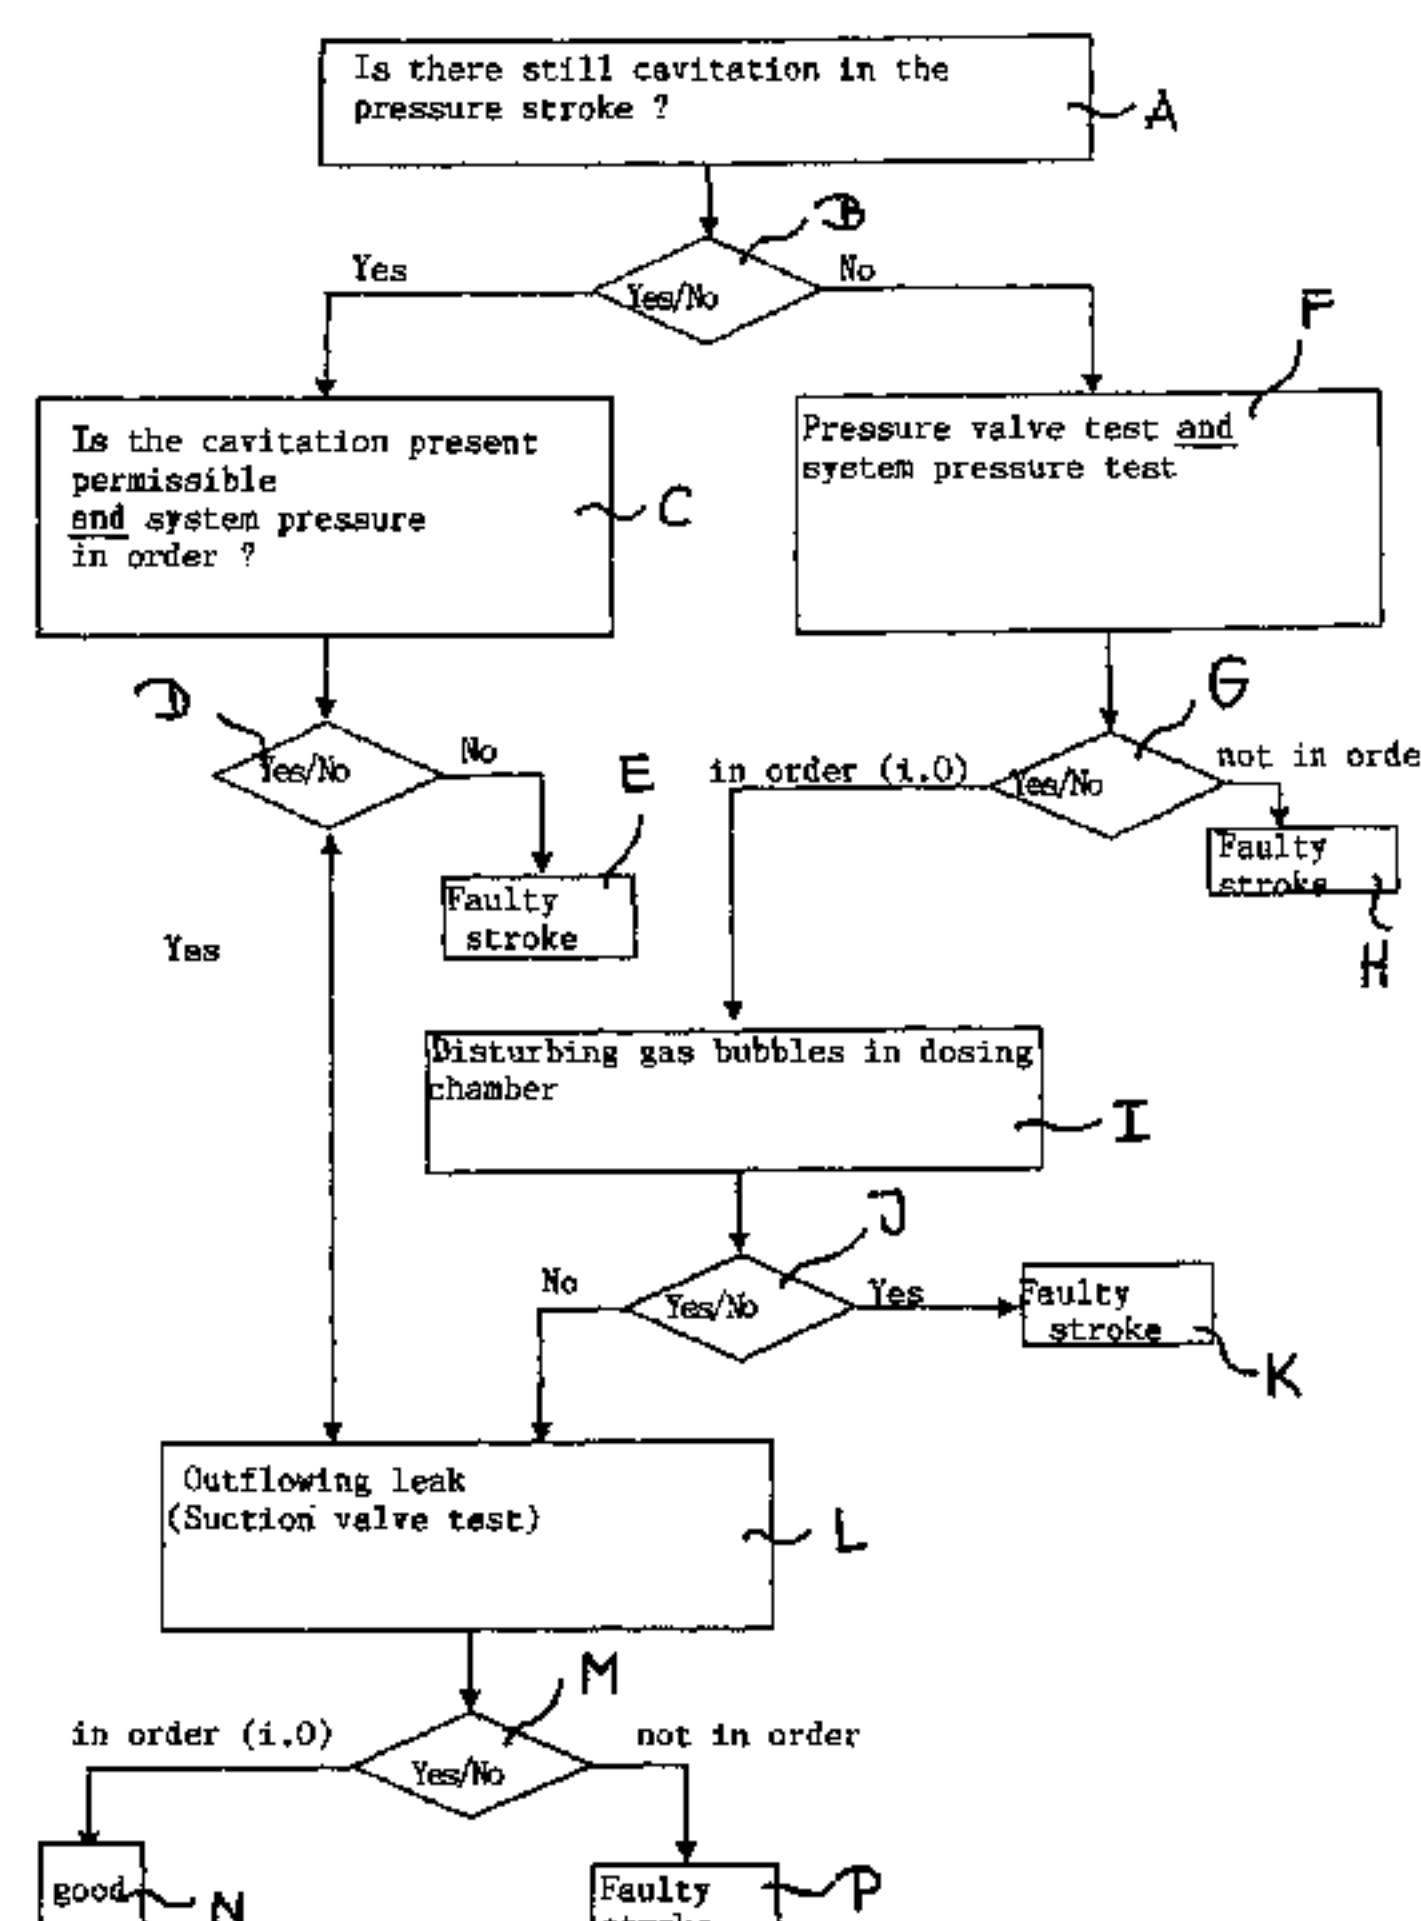 Is there still cavitation in the
pressure stroke ?
A
B
Yes
No
Yes/No
F
Is the cavitation present
permissible
and system pressure
in order ?
C
Pressure valve test and
system pressure test
G
D
Yes/No
No
E
in order (i.O)
Yes/No
not in orde
Faulty
stroke
Faulty
stroke
H
Yes
Disturbing gas bubbles in dosing
chamber
I
J
No
Yes/No
Yes
Faulty
stroke
K
Outflowing leak
(Suction valve test)
L
M
in order (i.O)
Yes/No
not in order
good
N
Faulty
P